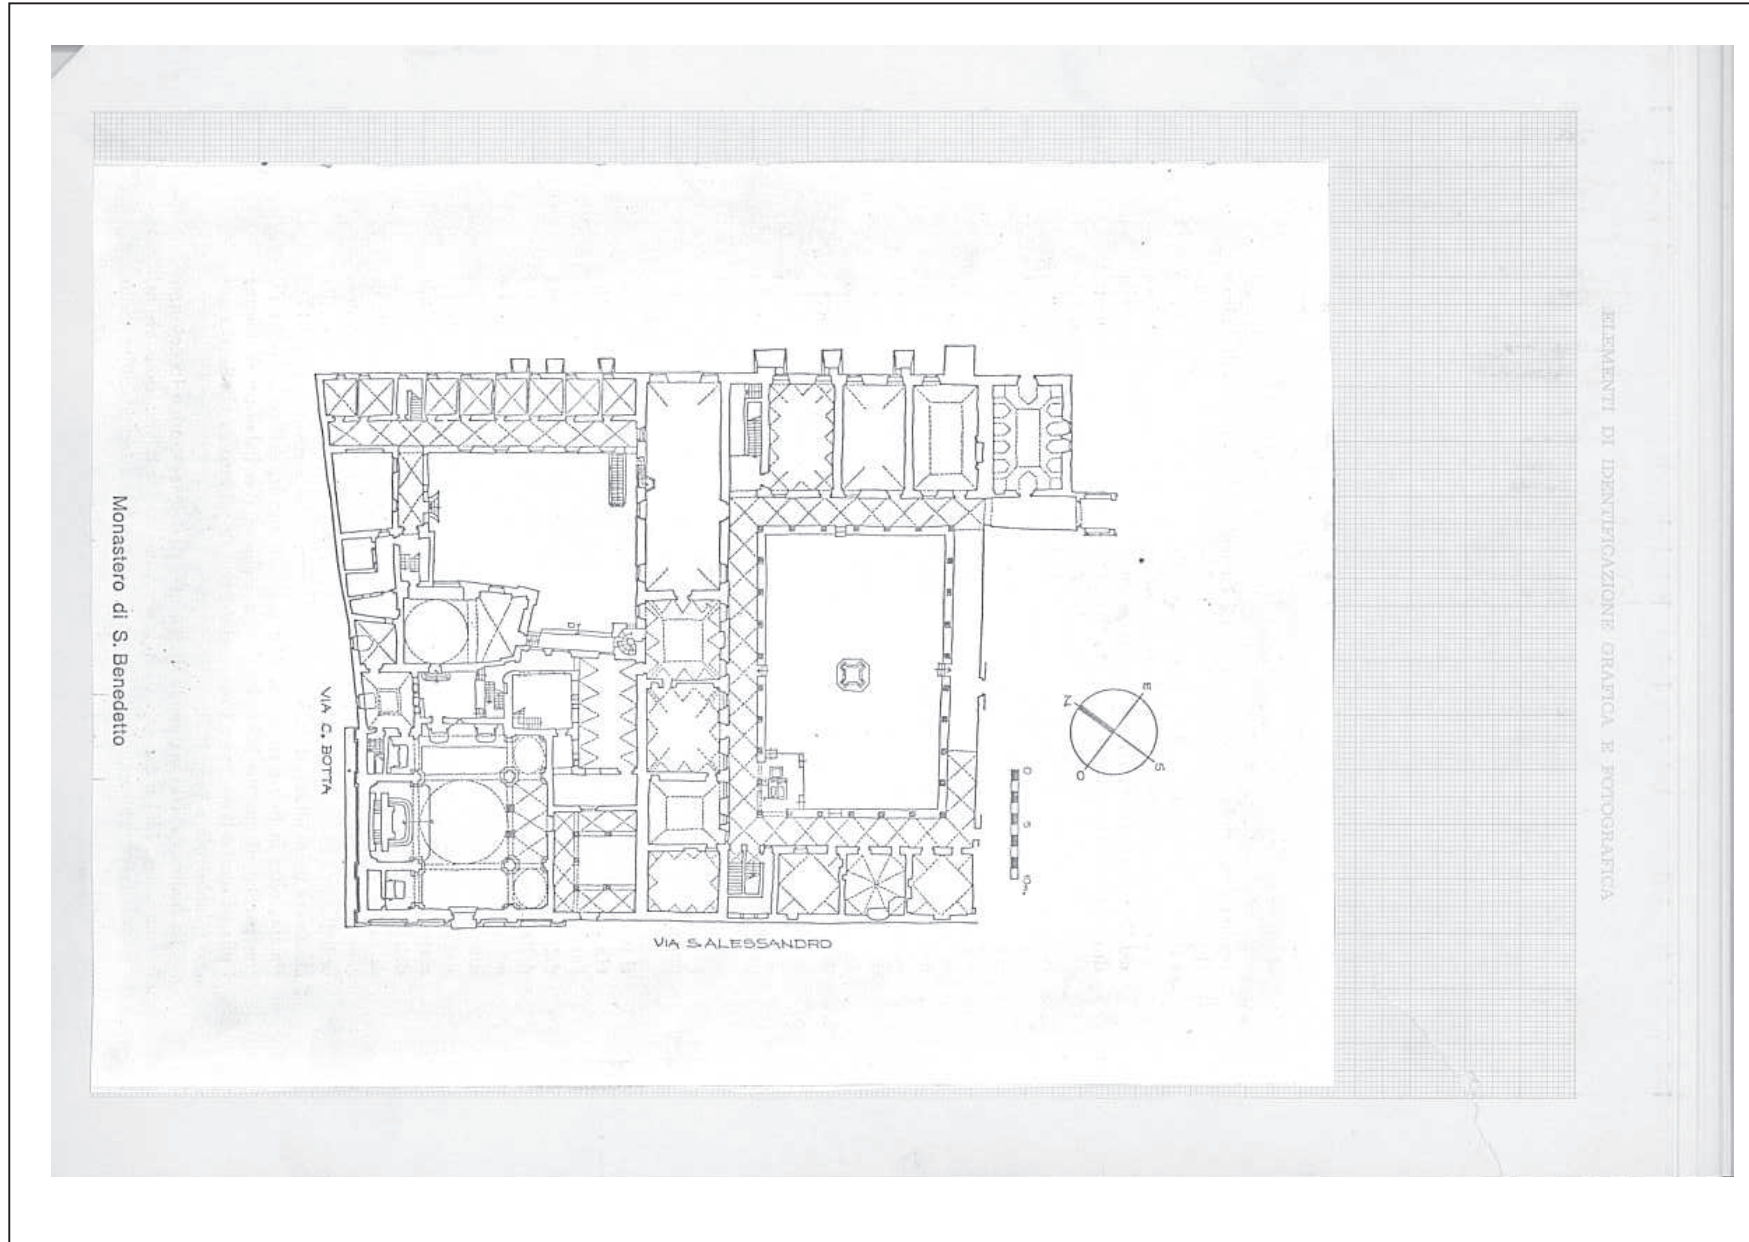 ELEMENTI DI IDENTIFICAZIONE GRAFICA E FOTOGRAFICA
Monastero di S. Benedetto
VIA C. BOTTA
VIA S. ALESSANDRO
N
E
S
O
0
5
10 m.